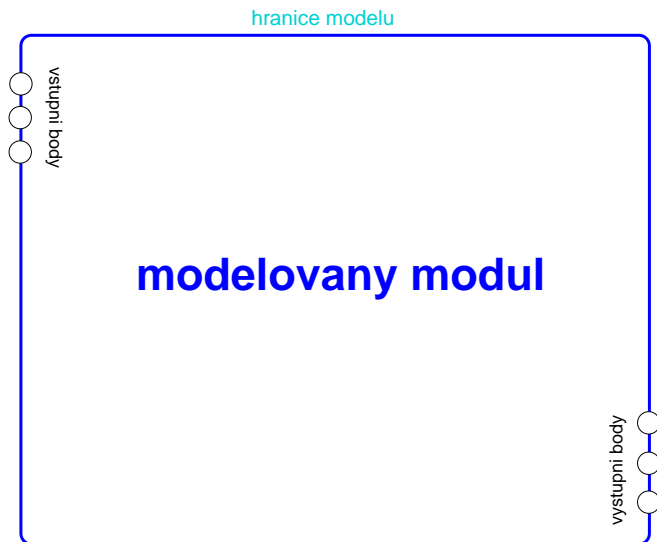 hranice modelu
vstupni body
modelovany modul
vystupni body